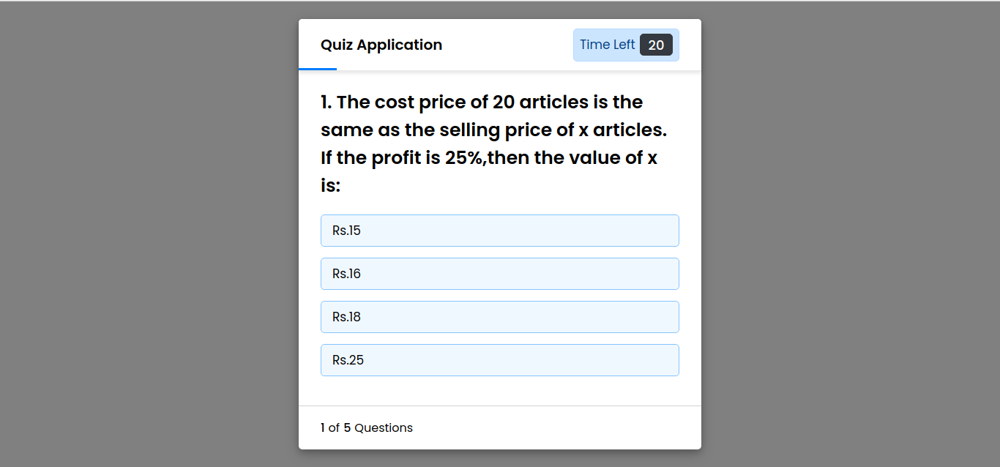 Quiz Application
Time Left 20
1. The cost price of 20 articles is the
same as the selling price of x articles.
If the profit is 25%,then the value of x
is:
Rs.15
Rs.16
Rs.18
Rs.25
1 of 5 Questions